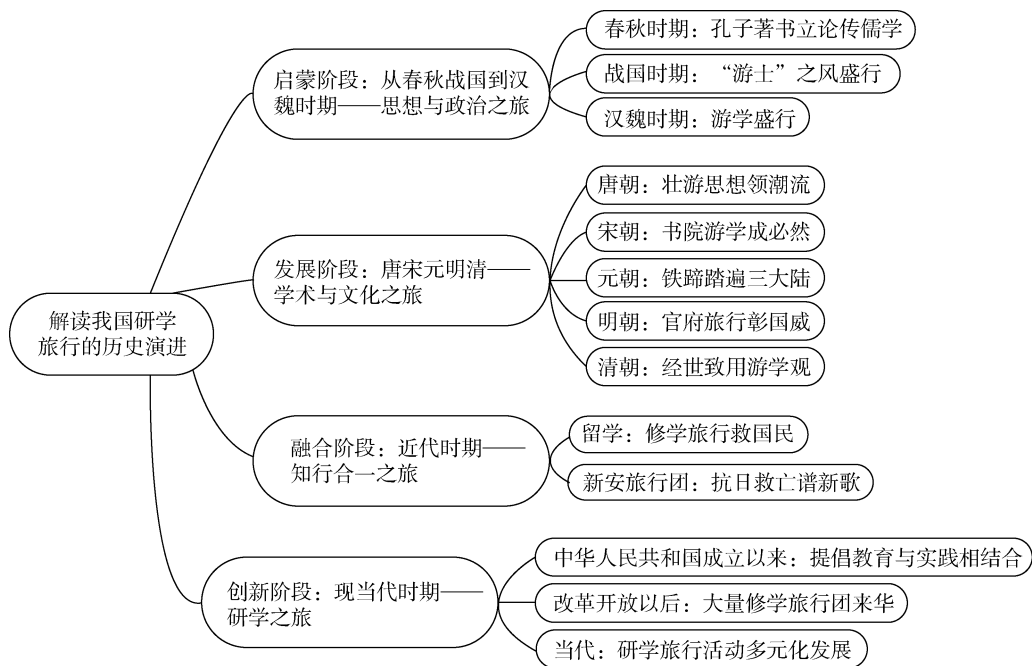 解读我国研学
旅行的历史演进
启蒙阶段：从春秋战国到汉
魏时期——思想与政治之旅
春秋时期：孔子著书立论传儒学
战国时期：“游士”之风盛行
汉魏时期：游学盛行
发展阶段：唐宋元明清——
学术与文化之旅
唐朝：壮游思想领潮流
宋朝：书院游学成必然
元朝：铁蹄踏遍三大陆
明朝：官府旅行彰国威
清朝：经世致用游学观
融合阶段：近代时期——
知行合一之旅
留学：修学旅行救国民
新安旅行团：抗日救亡谱新歌
创新阶段：现当代时期——
研学之旅
中华人民共和国成立以来：提倡教育与实践相结合
改革开放以后：大量修学旅行团来华
当代：研学旅行活动多元化发展